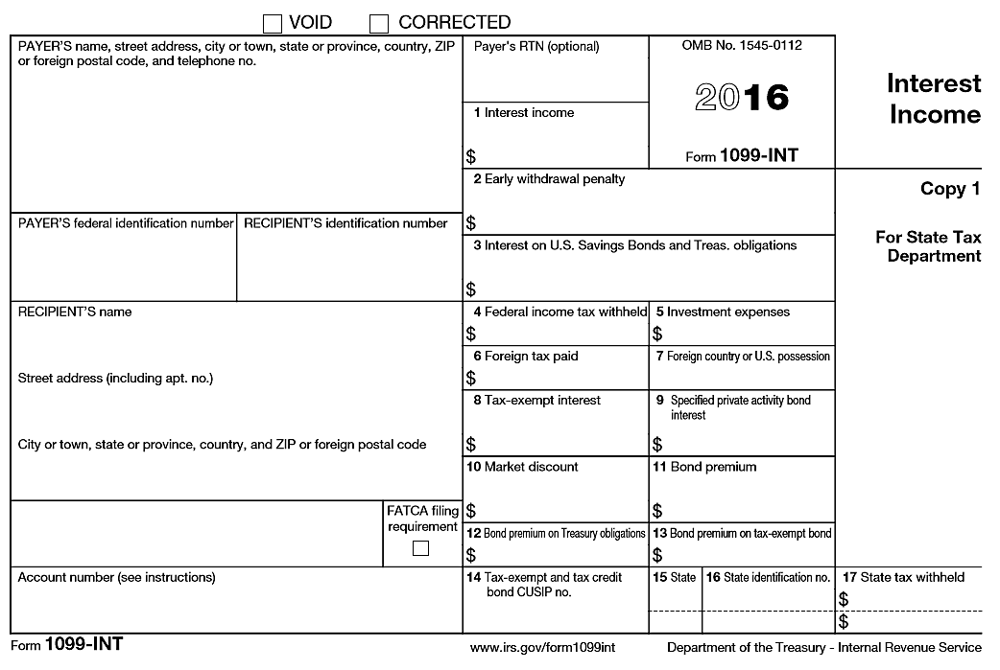 VOID CORRECTED
PAYER'S name, street address, city or town, state or province, country, ZIP
or foreign postal code, and telephone no.
Payer's RTN (optional)
OMB No. 1545-0112
2016
Form 1099-INT
Interest
Income
1 Interest income
$
2 Early withdrawal penalty
$
Copy 1
For State Tax
Department
PAYER'S federal identification number
RECIPIENT'S identification number
3 Interest on U.S. Savings Bonds and Treas. obligations
$
RECIPIENT'S name
4 Federal income tax withheld
$
5 Investment expenses
$
6 Foreign tax paid
$
7 Foreign country or U.S. possession
Street address (including apt. no.)
8 Tax-exempt interest
$
9 Specified private activity bond
interest
$
City or town, state or province, country, and ZIP or foreign postal code
10 Market discount
$
11 Bond premium
$
FATCA filing
requirement
12 Bond premium on Treasury obligations
$
13 Bond premium on tax-exempt bond
$
Account number (see instructions)
14 Tax-exempt and tax credit
bond CUSIP no.
15 State
16 State identification no.
17 State tax withheld
$
$
Form 1099-INT
www.irs.gov/form1099int
Department of the Treasury - Internal Revenue Service